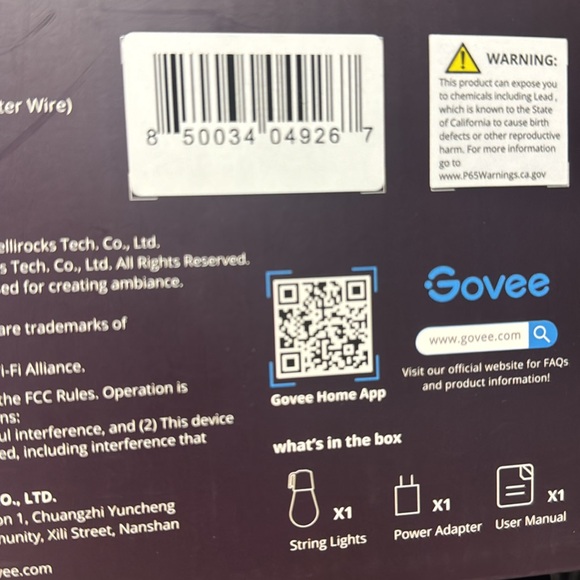 ter Wire)
8 50034 04926 7
WARNING:
This product can expose you
to chemicals including Lead,
which is known to the State
of California to cause birth
defects or other reproductive
harm. For more information
go to
www.P65Warnings.ca.gov
ellirocks Tech. Co., Ltd.
s Tech. Co., Ltd. All Rights Reserved.
ed for creating ambiance.
are trademarks of
i-Fi Alliance.
the FCC Rules. Operation is
ns:
ul interference, and (2) This device
ed, including interference that
O., LTD.
on 1, Chuangzhi Yuncheng
munity, Xili Street, Nanshan
vee.com
Govee Home App
Govee
www.govee.com
Visit our official website for FAQs
and product information!
what's in the box
X1
String Lights
X1
Power Adapter
X1
User Manual